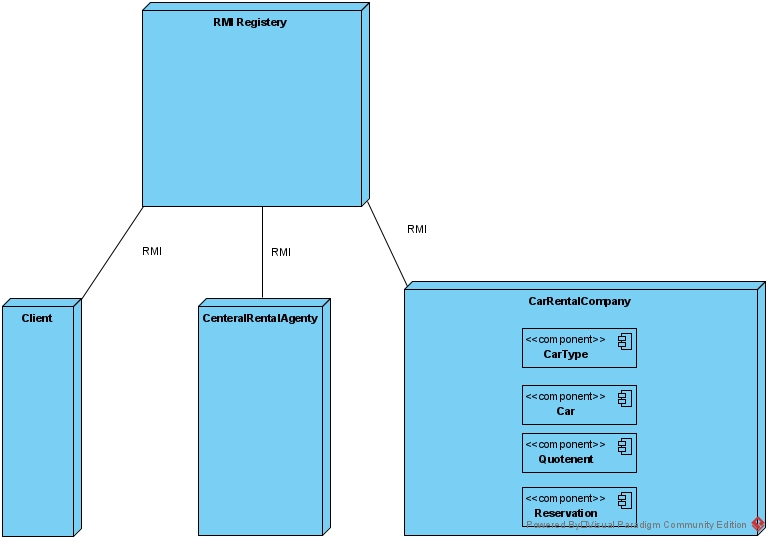 RMI Registery
RMI
RMI
RMI
Client
CenteralRentalAgenty
CarRentalCompany
<<component>>
CarType
<<component>>
Car
<<component>>
Quotenent
<<component>>
Reservation
Powered By Visual Paradigm Community Edition